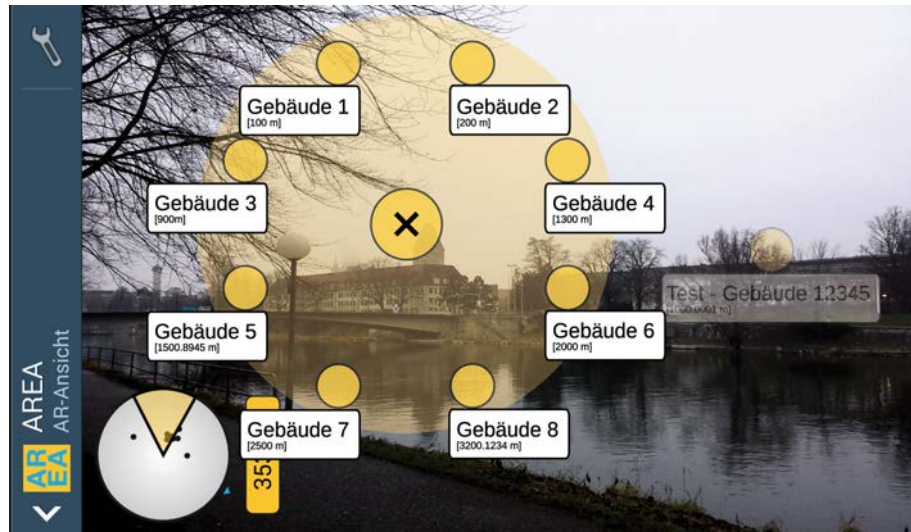 AREA
AR-Ansicht
AR
EA
Gebäude 1
[100 m]
Gebäude 2
[200 m]
Gebäude 3
[900m]
Gebäude 4
[1300 m]
Gebäude 5
[1500.8945 m]
Gebäude 6
[2000 m]
Gebäude 7
[2500 m]
Gebäude 8
[3200.1234 m]
Test - Gebäude 12345